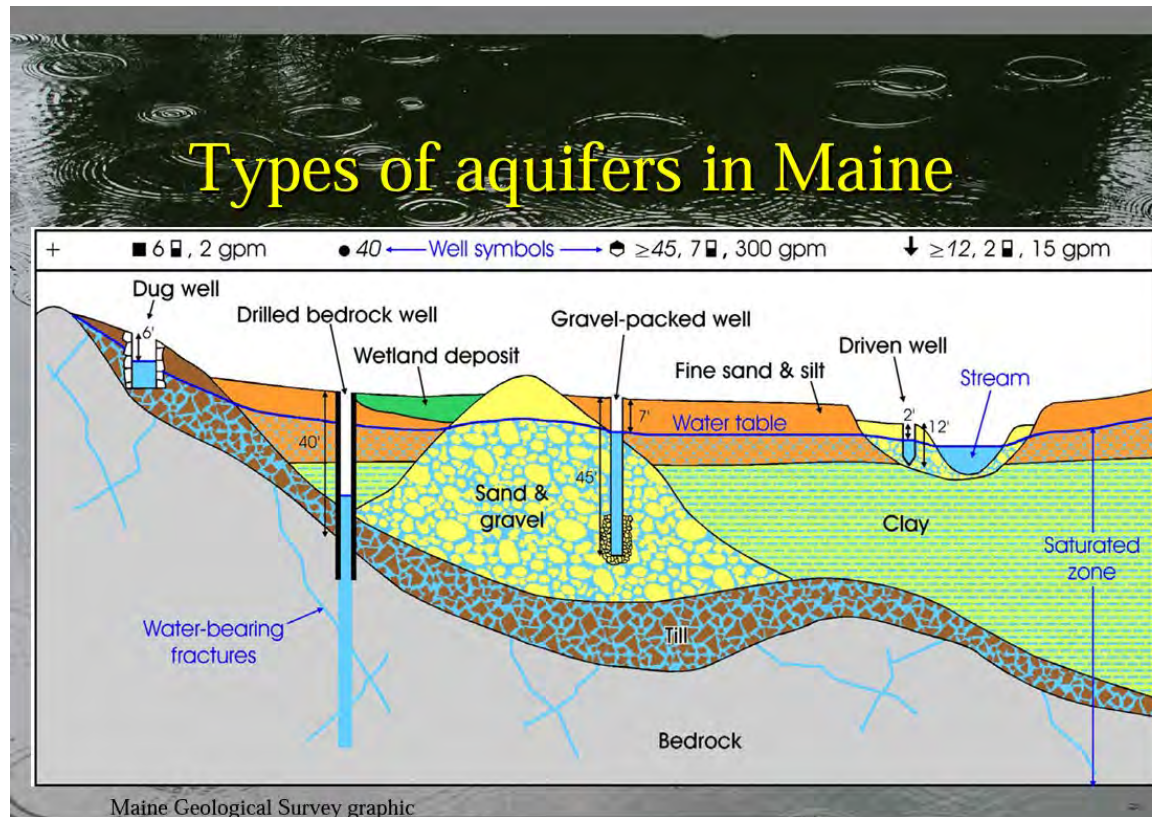 Types of aquifers in Maine
+ ■ 6 , 2 gpm ● 40 Well symbols ≥45, 7 , 300 gpm ≥12, 2 , 15 gpm
Dug well
6'
Drilled bedrock well
Wetland deposit
Gravel-packed well
Fine sand & silt
Driven well
Stream
2'
12'
7'
Water table
40'
45'
Sand &
gravel
Clay
Saturated
zone
Water-bearing
fractures
Till
Bedrock
Maine Geological Survey graphic